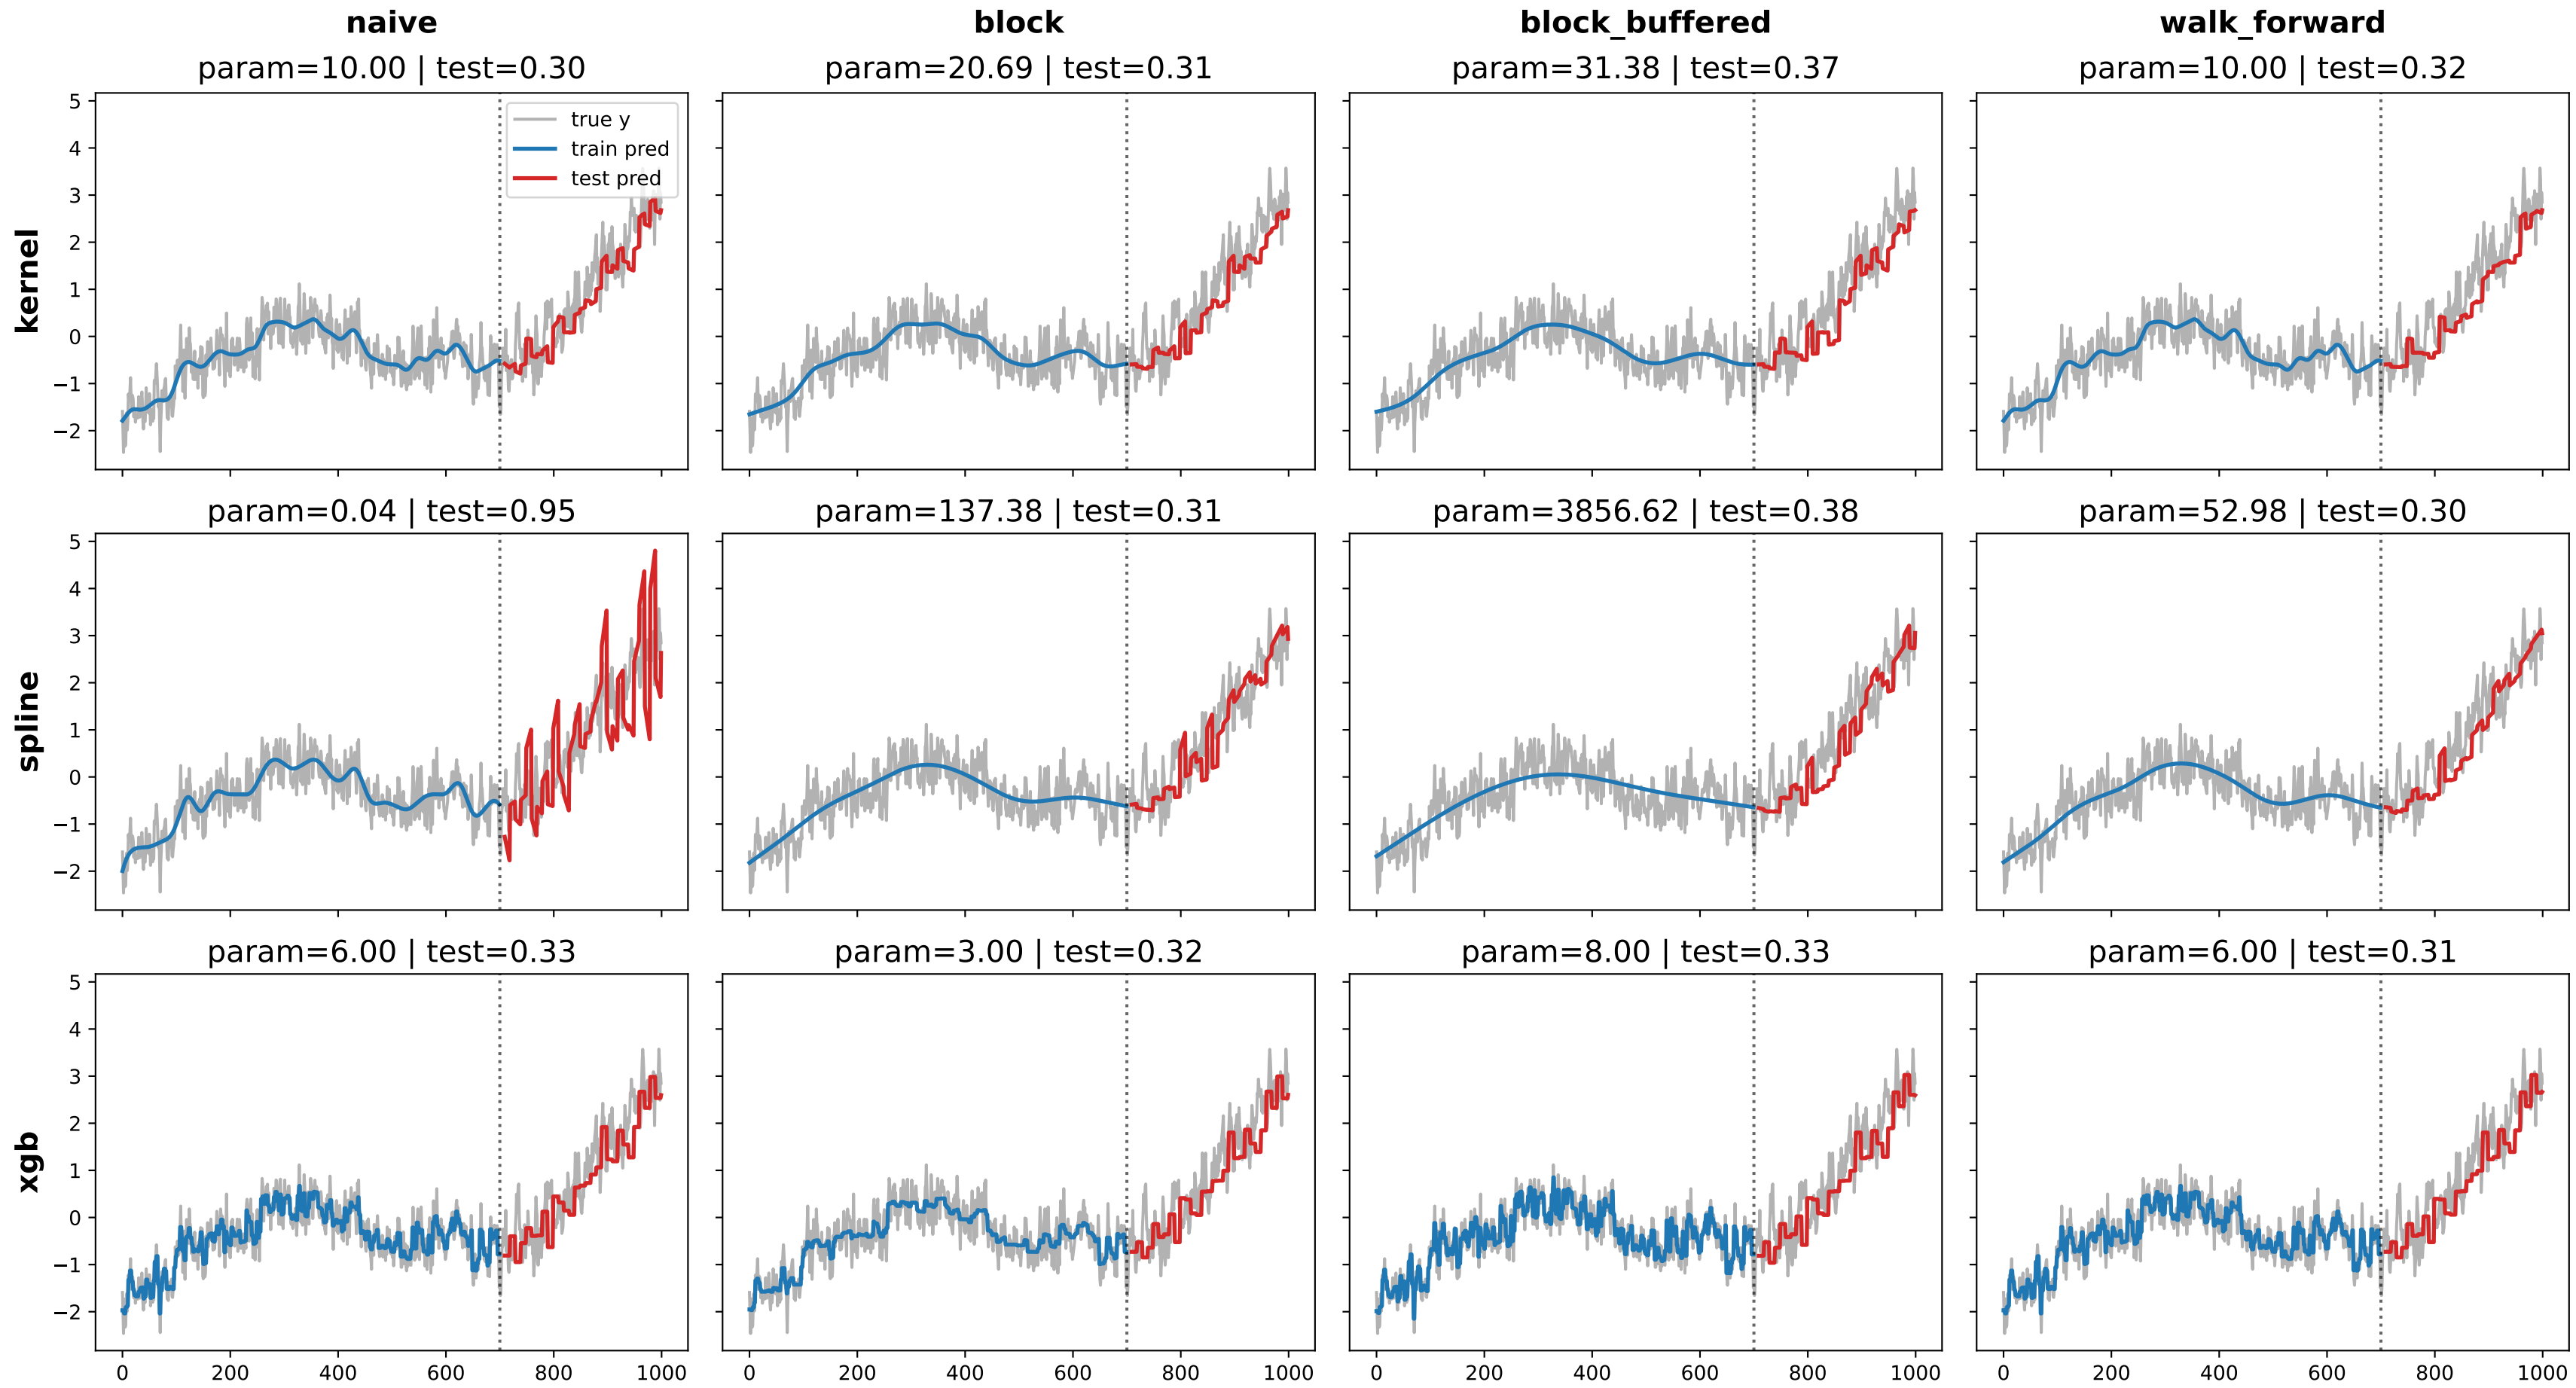 naive block block_buffered walk_forward
param=10.00 | test=0.30 param=20.69 | test=0.31 param=31.38 | test=0.37 param=10.00 | test=0.32
kernel
5
4
3
2
1
0
−1
−2
true y
train pred
test pred
param=0.04 | test=0.95 param=137.38 | test=0.31 param=3856.62 | test=0.38 param=52.98 | test=0.30
spline
5
4
3
2
1
0
−1
−2
param=6.00 | test=0.33 param=3.00 | test=0.32 param=8.00 | test=0.33 param=6.00 | test=0.31
xgb
5
4
3
2
1
0
−1
−2
0 200 400 600 800 1000 0 200 400 600 800 1000 0 200 400 600 800 1000 0 200 400 600 800 1000